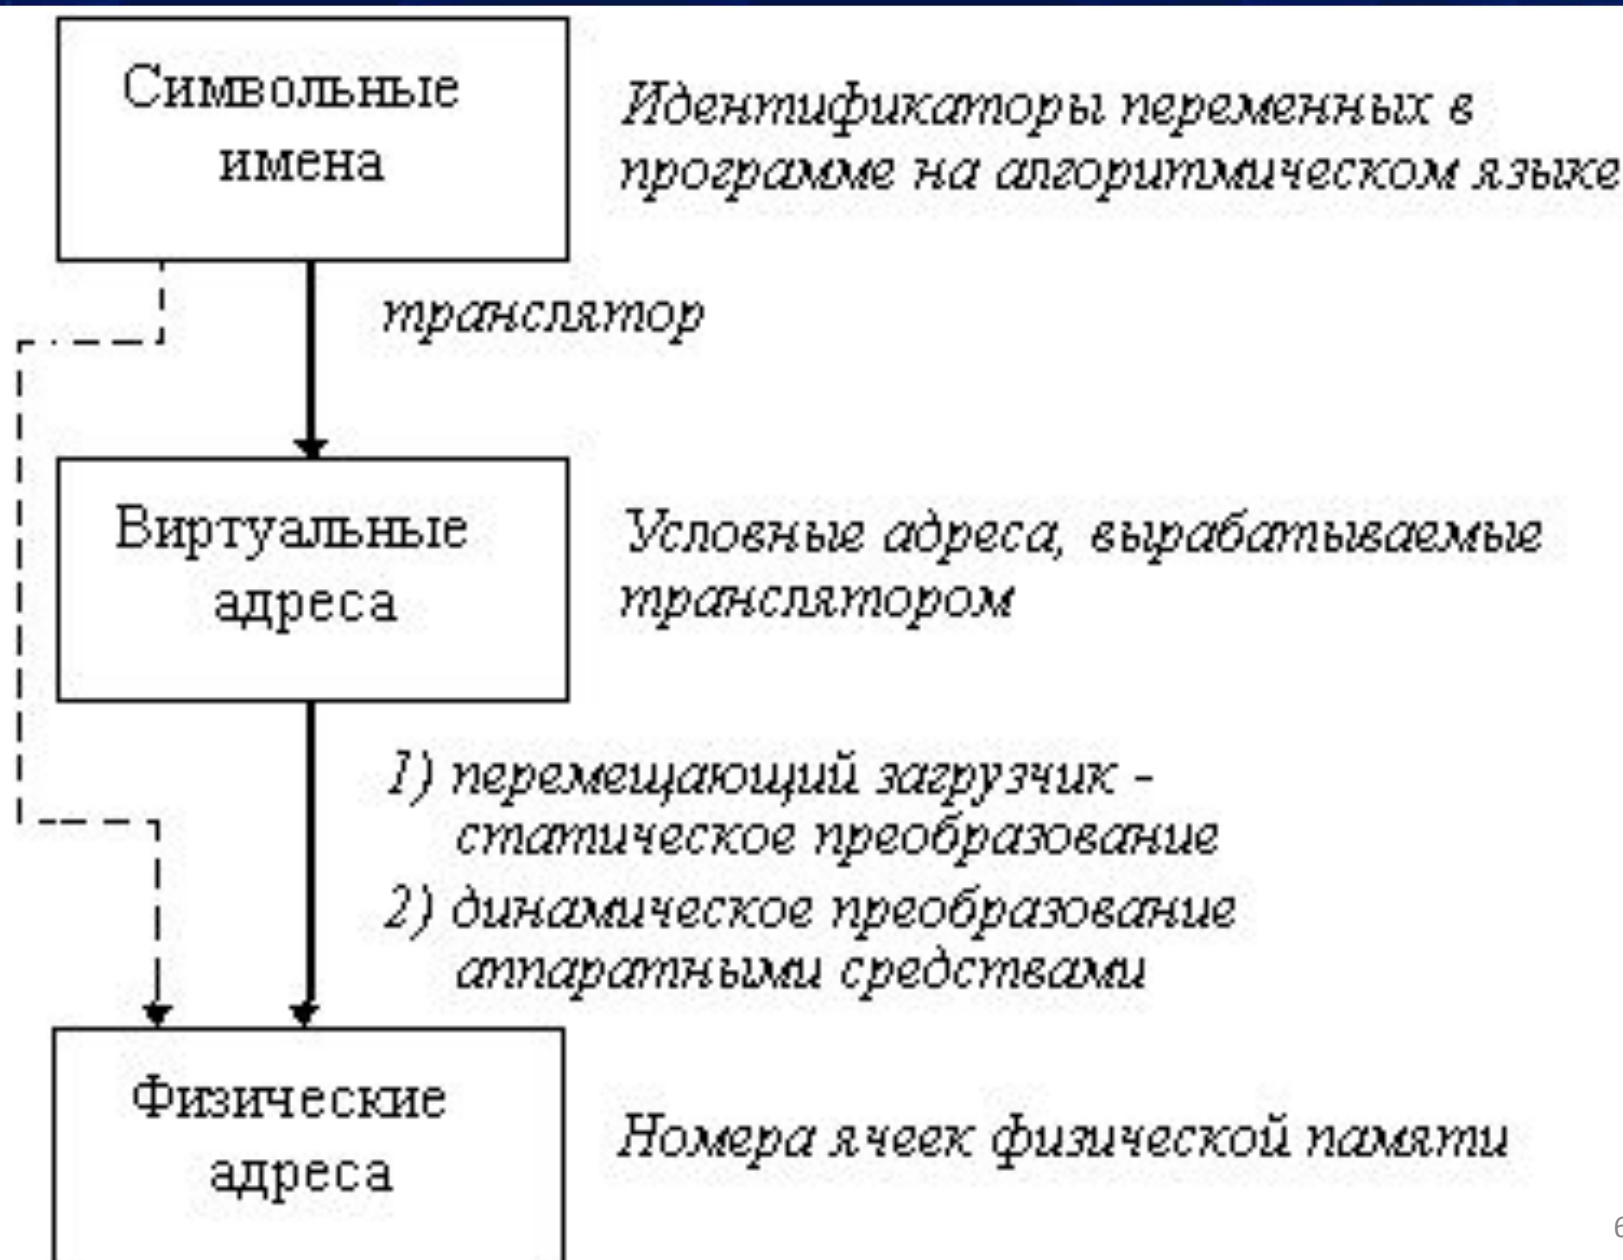 Символьные
имена
Идентификаторы переменных в
программе на алгоритмическом языке
транслятор
Виртуальные
адреса
Условные адреса, вырабатываемые
транслятором
1) перемещающий загрузчик -
статическое преобразование
2) динамическое преобразование
аппаратными средствами
Физические
адреса
Номера ячеек физической памяти